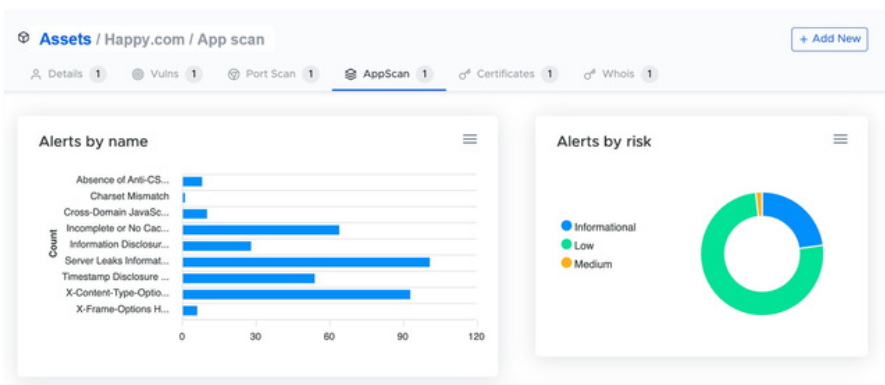 Assets / Happy.com / App scan
+ Add New
Details 1 Vulns 1 Port Scan 1 AppScan 1 Certificates 1 Whois 1
Alerts by name
Absence of Anti-CS...
Charset Mismatch
Cross-Domain JavaSc...
Incomplete or No Cac...
Information Disclosur...
Server Leaks Informat...
Timestamp Disclosure ...
X-Content-Type-Optio...
X-Frame-Options H...
Count
0 30 60 90 120
Alerts by risk
Informational
Low
Medium